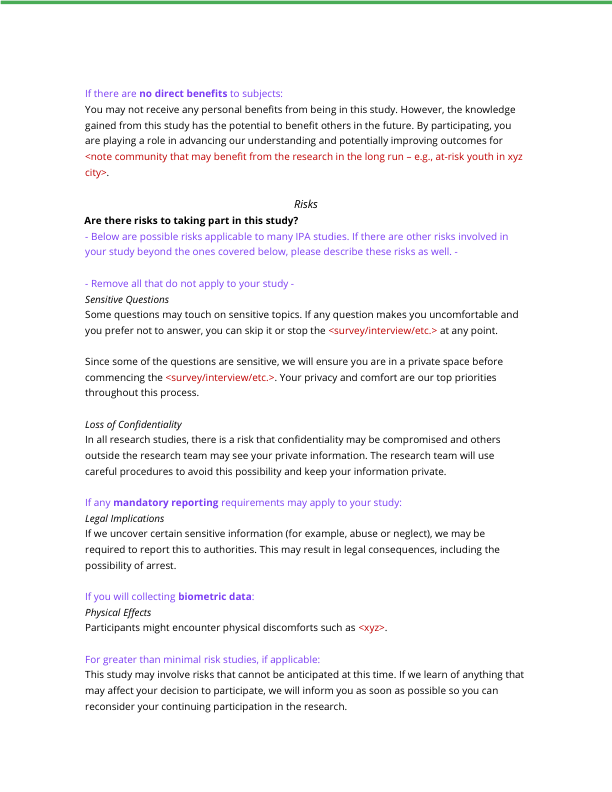 If there are no direct benefits to subjects:
You may not receive any personal benefits from being in this study. However, the knowledge
gained from this study has the potential to benefit others in the future. By participating, you
are playing a role in advancing our understanding and potentially improving outcomes for
<note community that may benefit from the research in the long run – e.g., at-risk youth in xyz
city>.
Risks
Are there risks to taking part in this study?
- Below are possible risks applicable to many IPA studies. If there are other risks involved in
your study beyond the ones covered below, please describe these risks as well. -
- Remove all that do not apply to your study -
Sensitive Questions
Some questions may touch on sensitive topics. If any question makes you uncomfortable and
you prefer not to answer, you can skip it or stop the <survey/interview/etc.> at any point.
Since some of the questions are sensitive, we will ensure you are in a private space before
commencing the <survey/interview/etc.>. Your privacy and comfort are our top priorities
throughout this process.
Loss of Confidentiality
In all research studies, there is a risk that confidentiality may be compromised and others
outside the research team may see your private information. The research team will use
careful procedures to avoid this possibility and keep your information private.
If any mandatory reporting requirements may apply to your study:
Legal Implications
If we uncover certain sensitive information (for example, abuse or neglect), we may be
required to report this to authorities. This may result in legal consequences, including the
possibility of arrest.
If you will collecting biometric data:
Physical Effects
Participants might encounter physical discomforts such as <xyz>.
For greater than minimal risk studies, if applicable:
This study may involve risks that cannot be anticipated at this time. If we learn of anything that
may affect your decision to participate, we will inform you as soon as possible so you can
reconsider your continuing participation in the research.